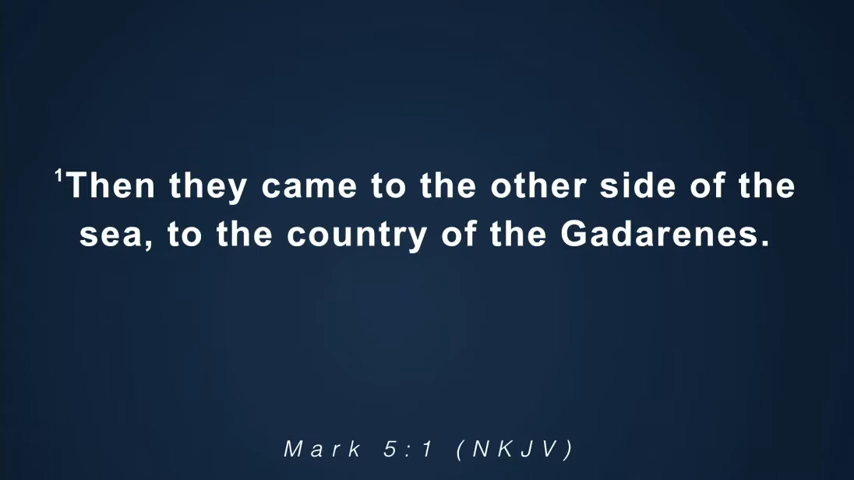 ¹Then they came to the other side of the
sea, to the country of the Gadarenes.
Mark 5:1 (NKJV)